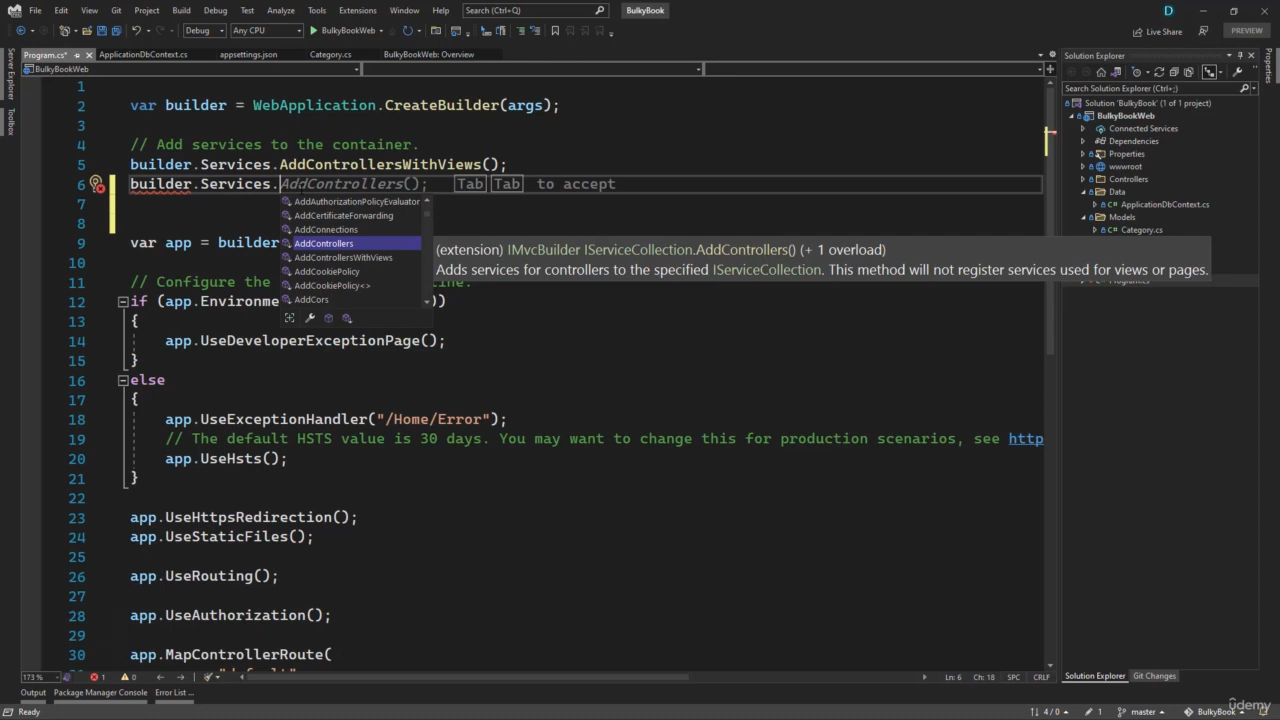 File Edit View Git Project Build Debug Test Analyze Tools Extensions Window Help Search (Ctrl+Q) BulkyBook D
Debug Any CPU BulkyBookWeb Live Share PREVIEW
Program.cs* ApplicationDbContext.cs appsettings.json Category.cs BulkyBookWeb: Overview
BulkyBookWeb
Server Explorer
Toolbox
1
2 var builder = WebApplication.CreateBuilder(args);
3
4 // Add services to the container.
5 builder.Services.AddControllersWithViews();
6 builder.Services.AddControllers(); Tab Tab to accept
7
8
9 var app = builder
10
11 // Configure the line.
12 if (app.Environme ))
13 {
14 app.UseDeveloperExceptionPage();
15 }
16 else
17 {
18 app.UseExceptionHandler("/Home/Error");
19 // The default HSTS value is 30 days. You may want to change this for production scenarios, see http
20 app.UseHsts();
21 }
22
23 app.UseHttpsRedirection();
24 app.UseStaticFiles();
25
26 app.UseRouting();
27
28 app.UseAuthorization();
29
30 app.MapControllerRoute(
AddAuthorizationPolicyEvaluator
AddCertificateForwarding
AddConnections
AddControllers
AddControllersWithViews
AddCookiePolicy
AddCookiePolicy<>
AddCors
(extension) IMvcBuilder IServiceCollection.AddControllers() (+ 1 overload)
Adds services for controllers to the specified IServiceCollection. This method will not register services used for views or pages.
Solution Explorer
Search Solution Explorer (Ctrl+;)
Solution 'BulkyBook' (1 of 1 project)
BulkyBookWeb
Connected Services
Dependencies
Properties
wwwroot
Controllers
Data
C# ApplicationDbContext.cs
Models
C# Category.cs
Properties
173 % 1 0 Ln: 6 Ch: 18 SPC CRLF
Solution Explorer Git Changes
Output Package Manager Console Error List ...
Ready 4 / 0 1 master BulkyBook
ûdemy